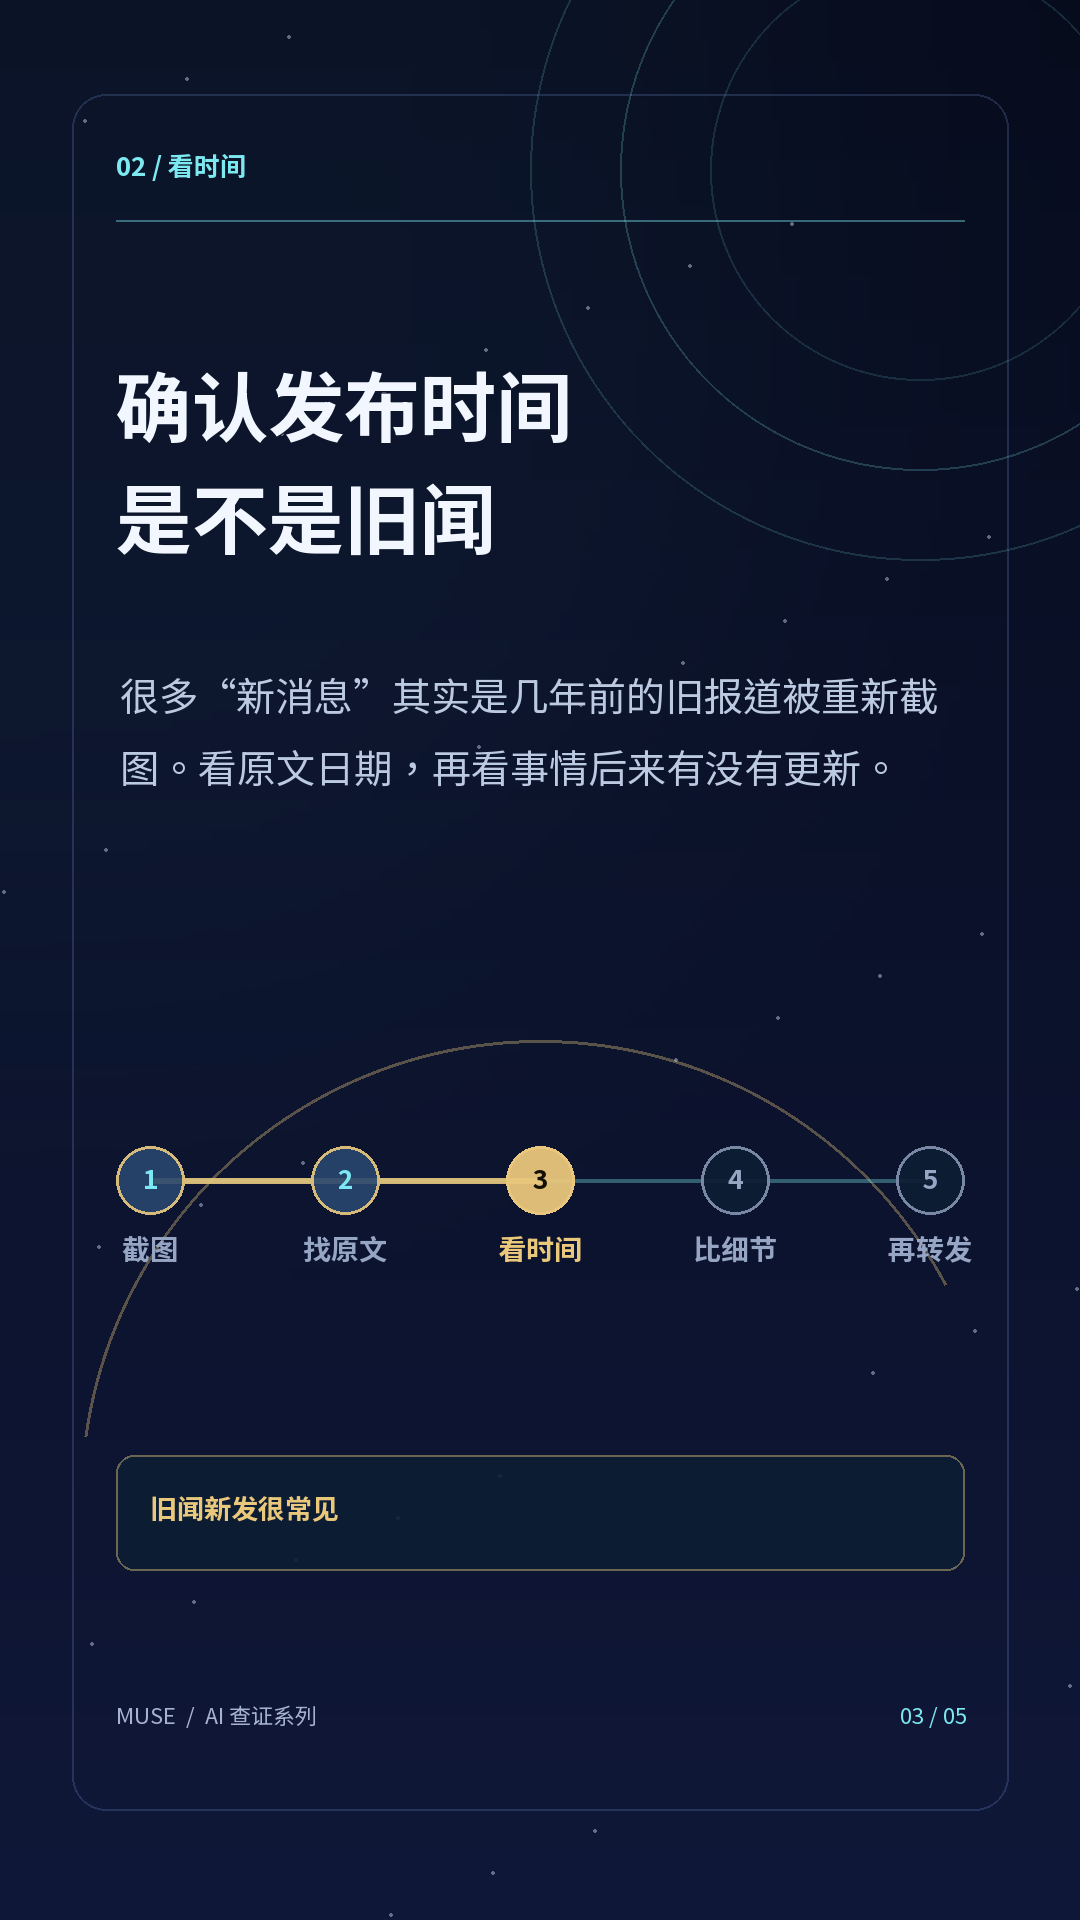 02 / 看时间
确认发布时间
是不是旧闻
很多“新消息”其实是几年前的旧报道被重新截
图。看原文日期，再看事情后来有没有更新。
1 2 3 4 5
截图 找原文 看时间 比细节 再转发
旧闻新发很常见
MUSE / AI 查证系列
03 / 05